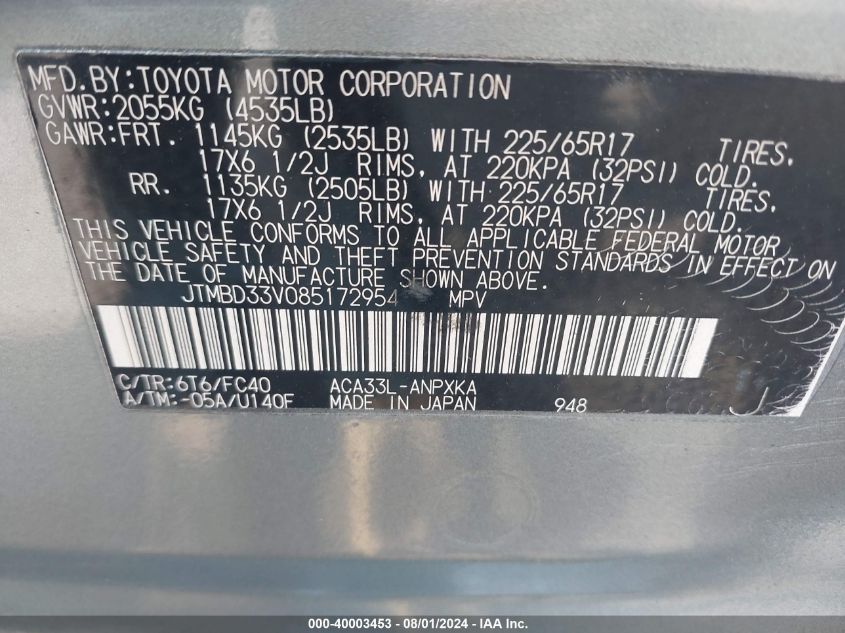 MFD.BY:TOYOTA MOTOR CORPORATION
GVWR:2055KG (4535LB)
GAWR:FRT. 1145KG (2535LB) WITH 225/65R17 TIRES,
17X6 1/2J RIMS, AT 220KPA (32PSI) COLD.
RR. 1135KG (2505LB) WITH 225/65R17 TIRES,
17X6 1/2J RIMS, AT 220KPA (32PSI) COLD.
THIS VEHICLE CONFORMS TO ALL APPLICABLE FEDERAL MOTOR
VEHICLE SAFETY AND THEFT PREVENTION STANDARDS IN EFFECT ON
THE DATE OF MANUFACTURE SHOWN ABOVE.
JTMBD33V085172954 MPV
C/TR:6T6/FC40 ACA33L-ANPXKA
A/TM:-05A/U140F MADE IN JAPAN 948
000-40003453 - 08/01/2024 - IAA Inc.